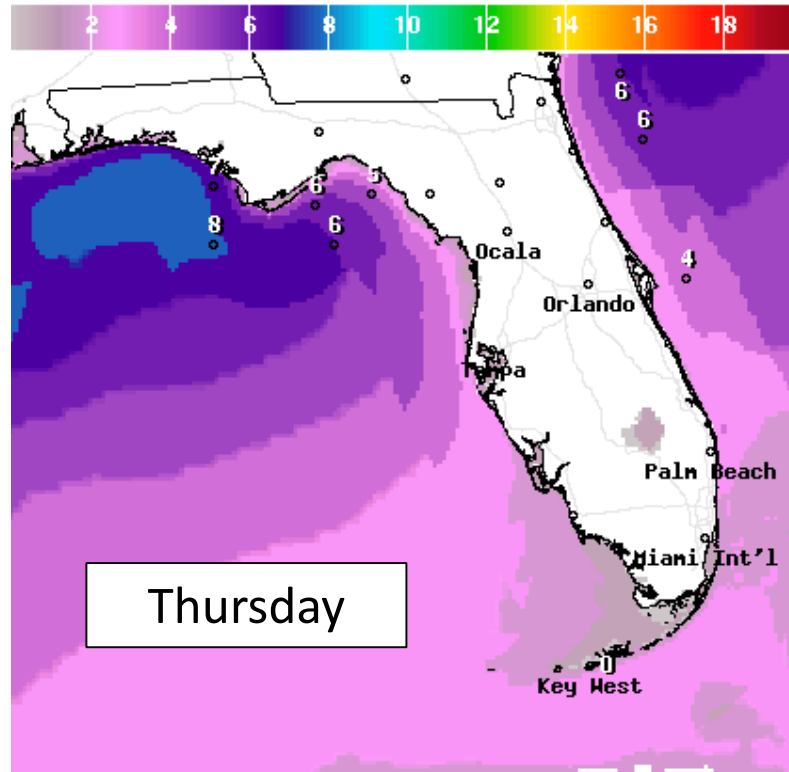 2 4 6 8 10 12 14 16 18
6
6
7
6 5
8 6
4
Ocala
Orlando
Tampa
Palm Beach
Miami Int'l
Thursday
0
Key West